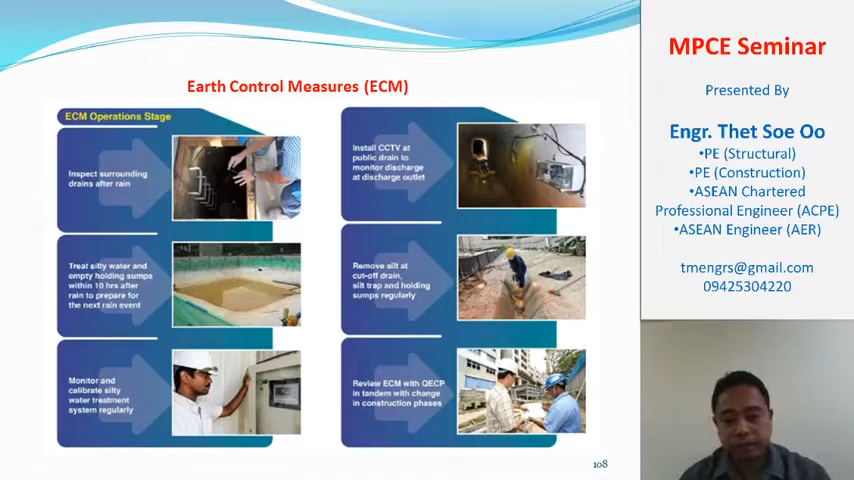 Earth Control Measures (ECM)
ECM Operations Stage
Inspect surrounding
drains after rain
Treat silty water and
empty holding sumps
within 10 hrs after
rain to prepare for
the next rain event
Monitor and
calibrate silty
water treatment
system regularly
Install CCTV at
public drain to
monitor discharge
at discharge outlet
Remove silt at
cut-off drain,
silt trap and holding
sumps regularly
Review ECM with QECP
in tandem with change
in construction phases
108
MPCE Seminar
Presented By
Engr. Thet Soe Oo
•PE (Structural)
•PE (Construction)
•ASEAN Chartered
Professional Engineer (ACPE)
•ASEAN Engineer (AER)
tmengrs@gmail.com
09425304220